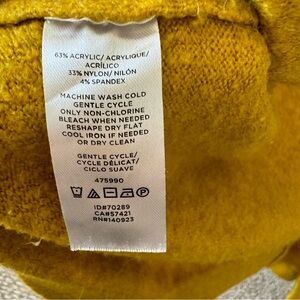 63% ACRYLIC/ ACRYLIQUE/
ACRÍLICO
33% NYLON/ NILÓN
4% SPANDEX
MACHINE WASH COLD
GENTLE CYCLE
ONLY NON-CHLORINE
BLEACH WHEN NEEDED
RESHAPE DRY FLAT
COOL IRON IF NEEDED
OR DRY CLEAN
GENTLE CYCLE/
CYCLE DÉLICAT/
CICLO SUAVE
475990
ID#70289
CA#57421
RN#140923